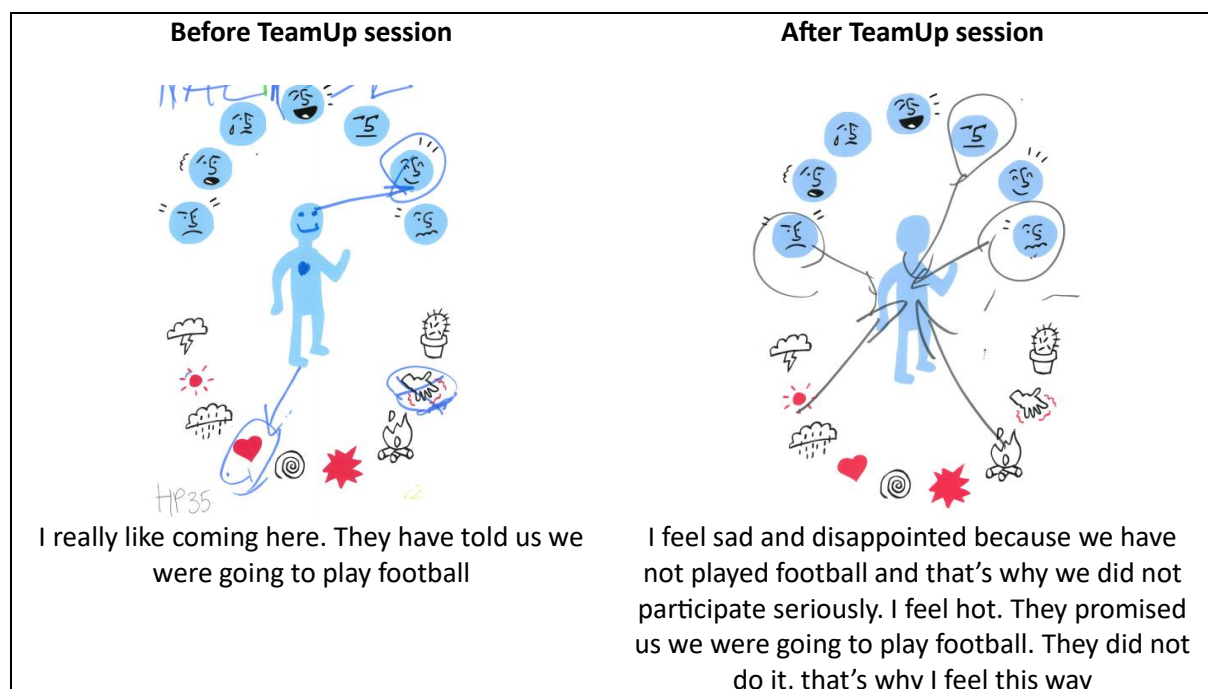 Before TeamUp session
After TeamUp session
HP35
I really like coming here. They have told us we
were going to play football
I feel sad and disappointed because we have
not played football and that’s why we did not
participate seriously. I feel hot. They promised
us we were going to play football. They did not
do it, that’s why I feel this way